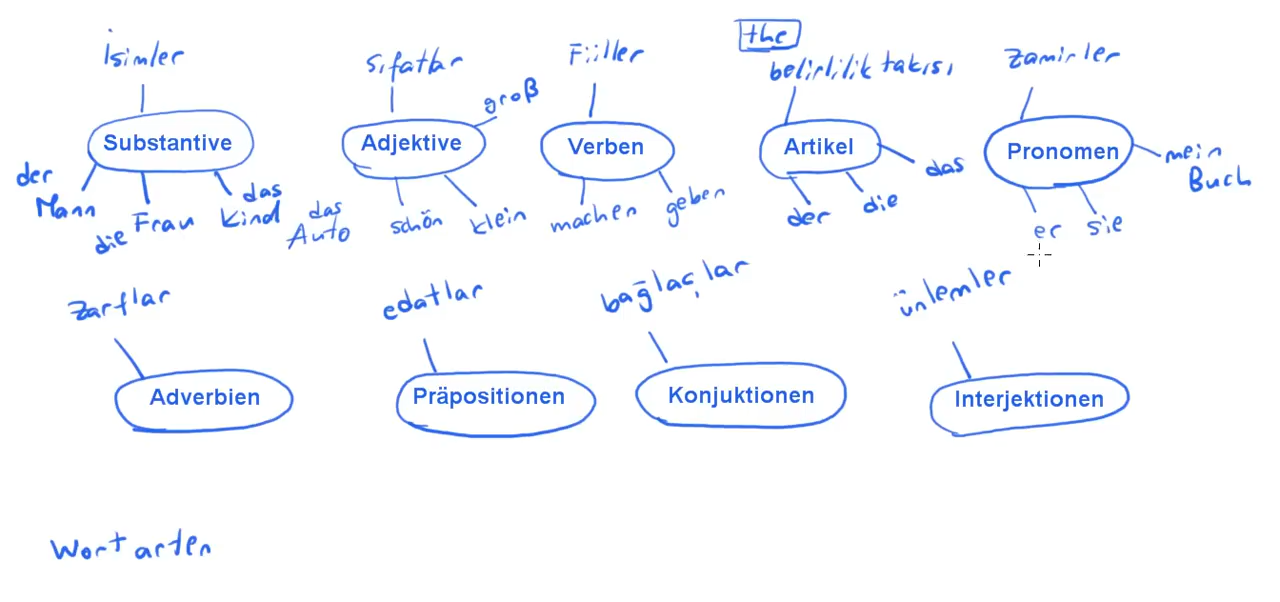 the
İsimler
Sıfatlar
Fiiller
belirlilik takısı
Zamirler
Substantive
Adjektive
groß
Verben
Artikel
Pronomen
der
Mann
die Frau
das
Kind
das
Auto
schön
klein
machen
geben
der
die
das
er
sie
mein
Buch
Zarflar
edatlar
bağlaçlar
ünlemler
Adverbien
Präpositionen
Konjuktionen
Interjektionen
Wortarten